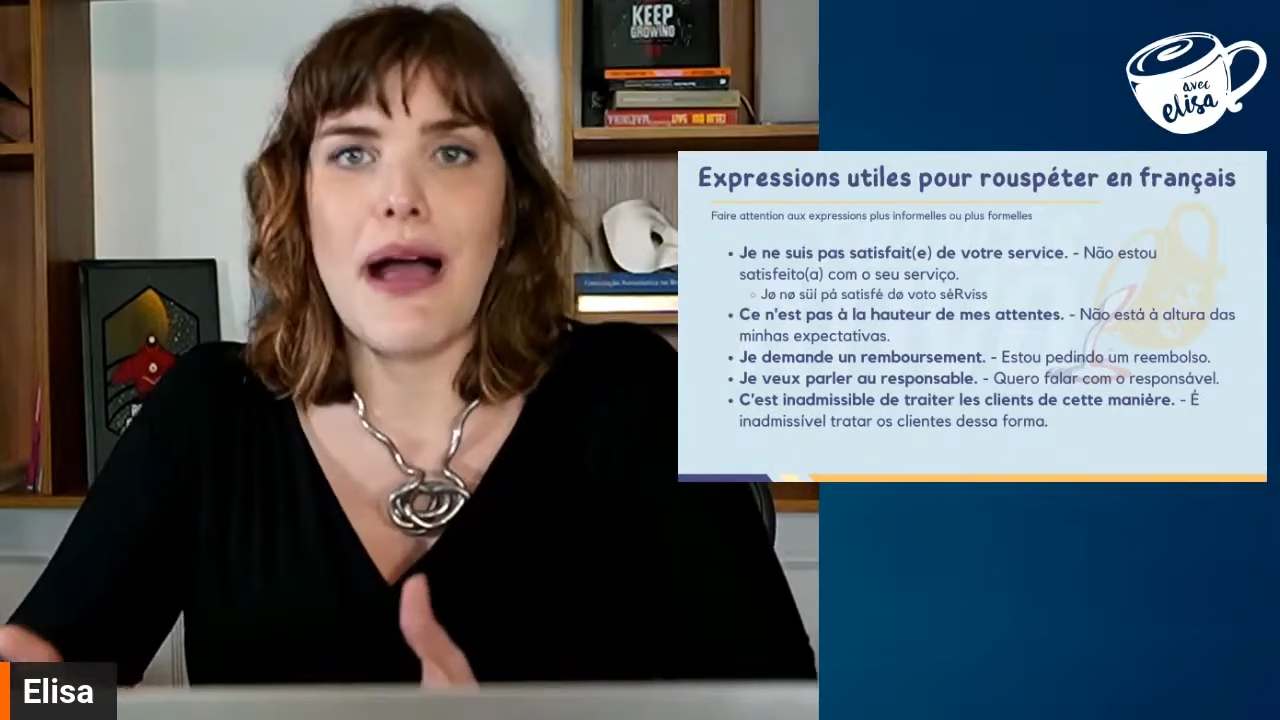 KEEP
GROWING
avec
elisa
Expressions utiles pour rouspéter en français
Faire attention aux expressions plus informelles ou plus formelles
• Je ne suis pas satisfait(e) de votre service. - Não estou
satisfeito(a) com o seu serviço.
◦ Jø nø süi pá satisfé dø voto séRviss
• Ce n'est pas à la hauteur de mes attentes. - Não está à altura das
minhas expectativas.
• Je demande un remboursement. - Estou pedindo um reembolso.
• Je veux parler au responsable. - Quero falar com o responsável.
• C'est inadmissible de traiter les clients de cette manière. - É
inadmissível tratar os clientes dessa forma.
Elisa